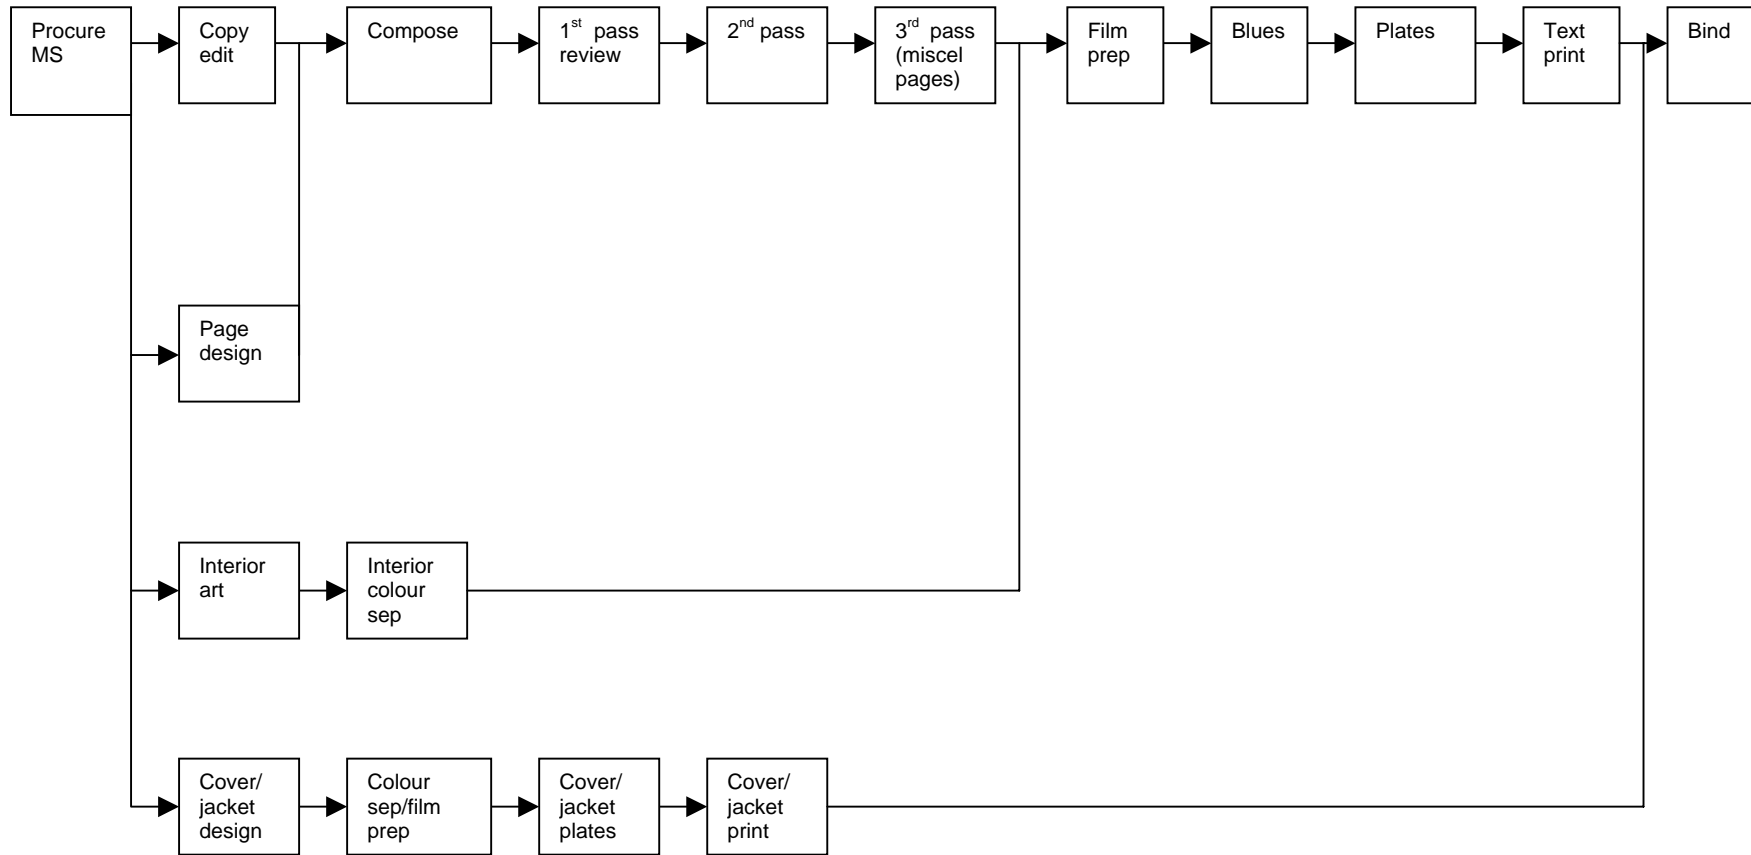 Procure
MS
Copy
edit
Compose
1st pass
review
2nd pass
3rd pass
(miscel
pages)
Film
prep
Blues
Plates
Text
print
Bind
Page
design
Interior
art
Interior
colour
sep
Cover/
jacket
design
Colour
sep/film
prep
Cover/
jacket
plates
Cover/
jacket
print